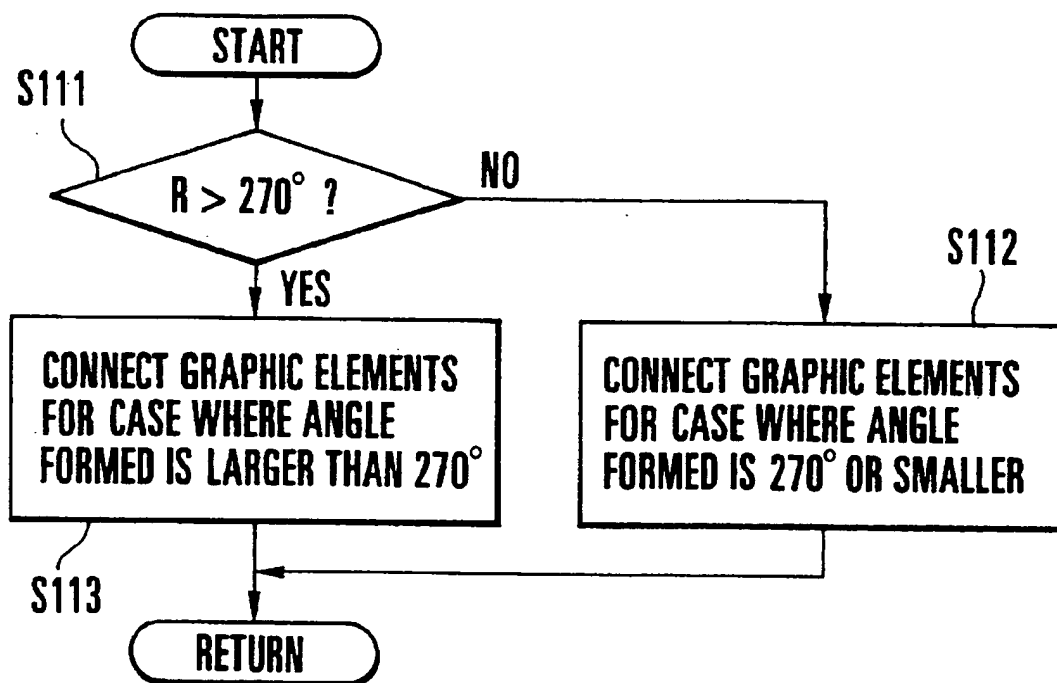 START
S111
R > 270° ?
NO
YES
S112
CONNECT GRAPHIC ELEMENTS
FOR CASE WHERE ANGLE
FORMED IS LARGER THAN 270°
CONNECT GRAPHIC ELEMENTS
FOR CASE WHERE ANGLE
FORMED IS 270° OR SMALLER
S113
RETURN